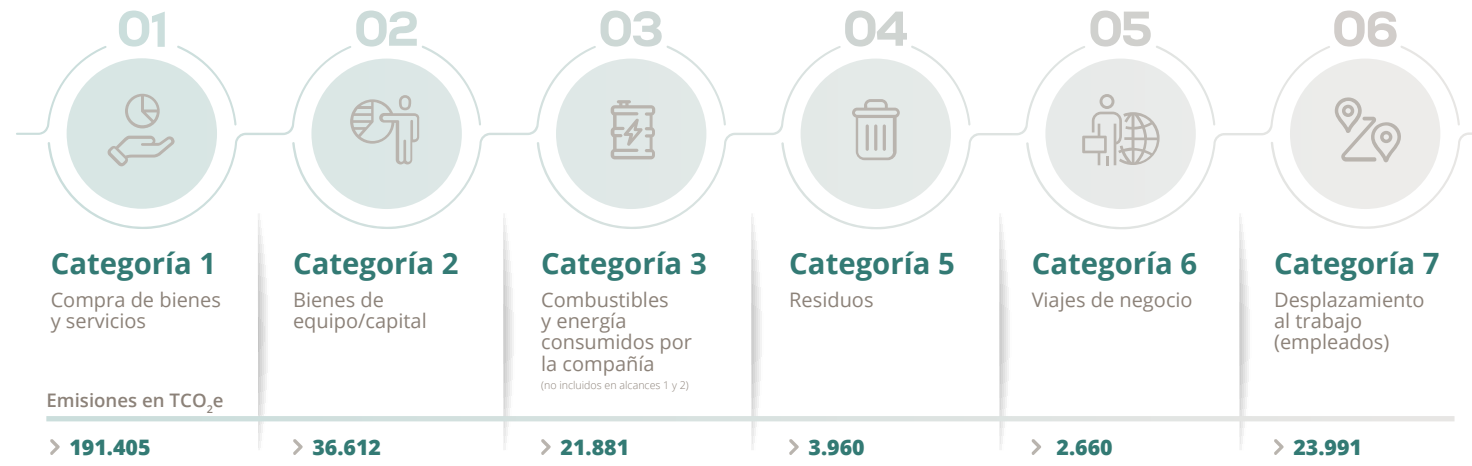 01
02
03
04
05
06
Categoría 1
Compra de bienes
y servicios
Categoría 2
Bienes de
equipo/capital
Categoría 3
Combustibles
y energía
consumidos por
la compañía
(no incluidos en alcances 1 y 2)
Categoría 5
Residuos
Categoría 6
Viajes de negocio
Categoría 7
Desplazamiento
al trabajo
(empleados)
Emisiones en TCO₂e
> 191.405
> 36.612
> 21.881
> 3.960
> 2.660
> 23.991